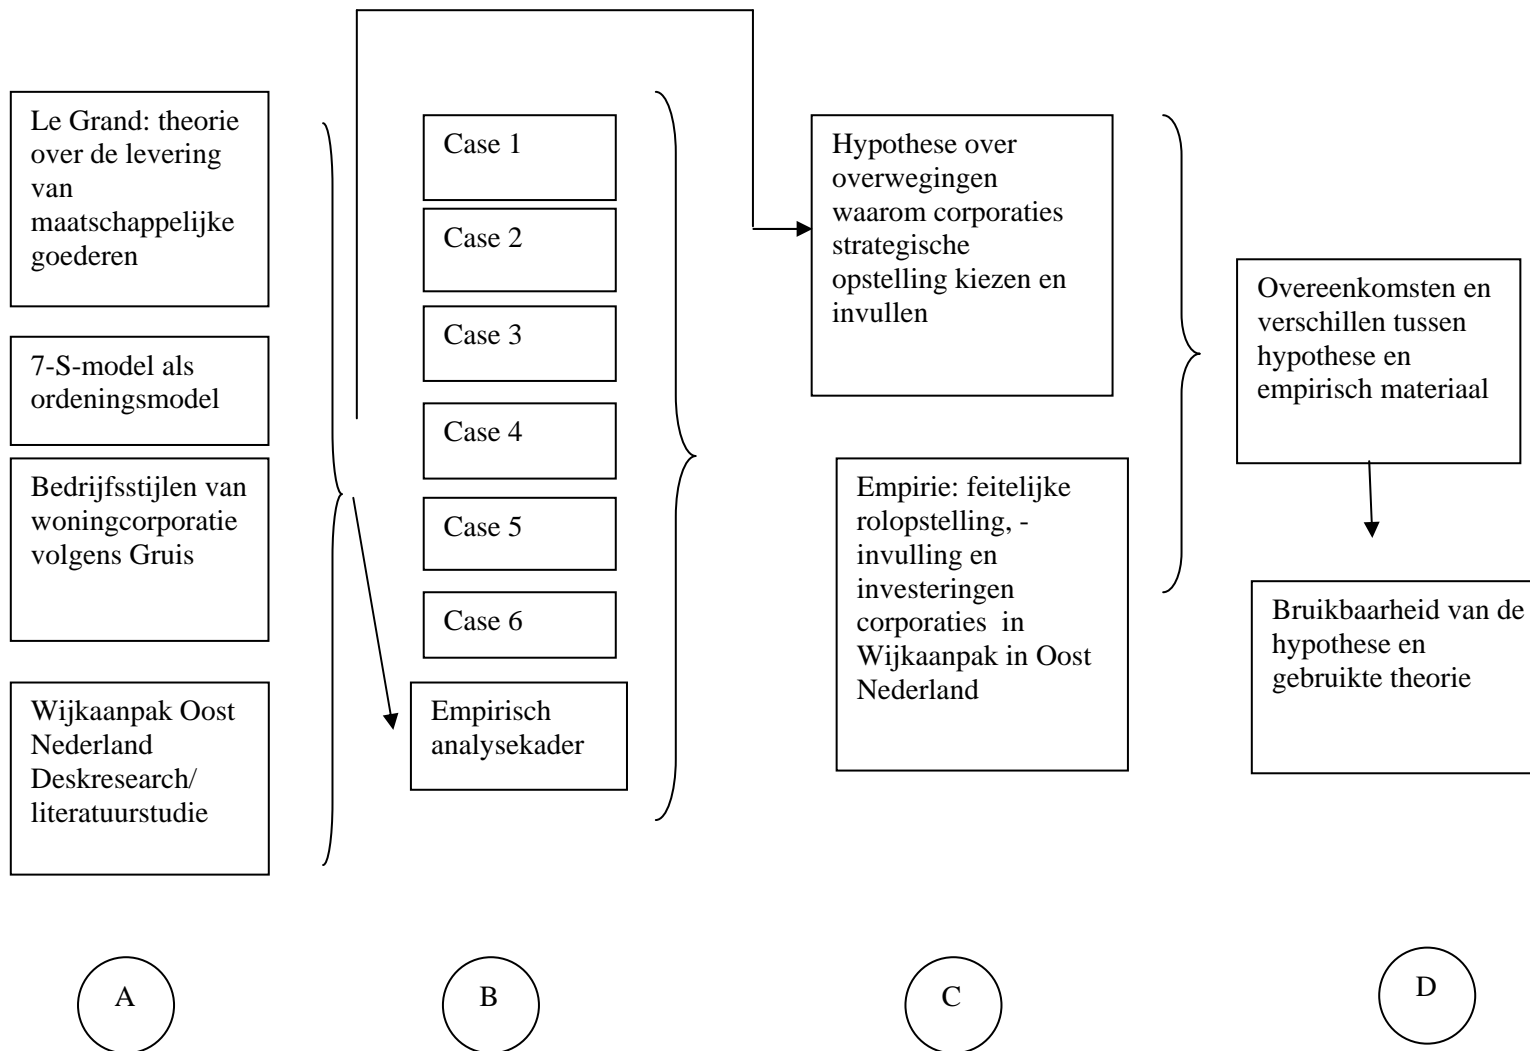 Le Grand: theorie
over de levering
van
maatschappelijke
goederen
7-S-model als
ordeningsmodel
Bedrijfsstijlen van
woningcorporatie
volgens Gruis
Wijkaanpak Oost
Nederland
Deskresearch/
literatuurstudie
Case 1
Case 2
Case 3
Case 4
Case 5
Case 6
Empirisch
analysekader
Hypothese over
overwegingen
waarom corporaties
strategische
opstelling kiezen en
invullen
Empirie: feitelijke
rolopstelling, -
invulling en
investeringen
corporaties in
Wijkaanpak in Oost
Nederland
Overeenkomsten en
verschillen tussen
hypothese en
empirisch materiaal
Bruikbaarheid van de
hypothese en
gebruikte theorie
A
B
C
D